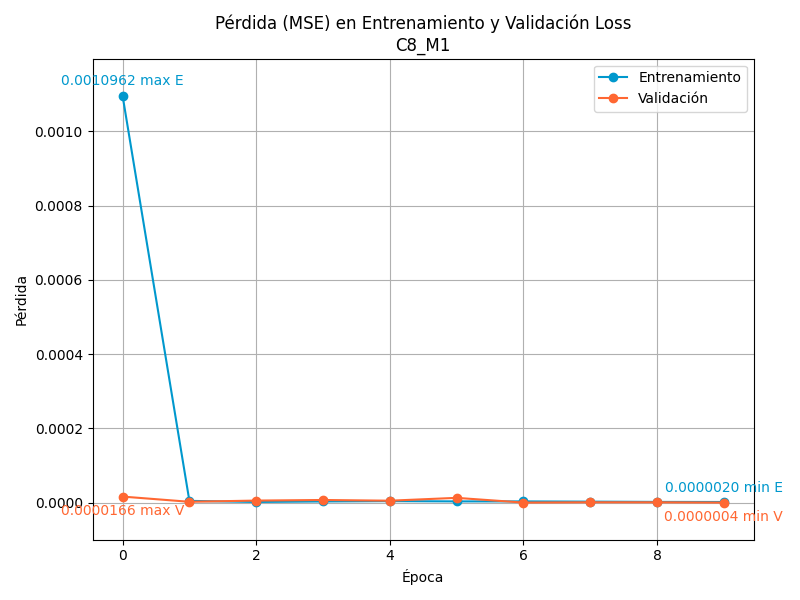 Pérdida (MSE) en Entrenamiento y Validación Loss
C8_M1
0.0010962 max E
Entrenamiento
Validación
0.0010
0.0008
0.0006
0.0004
0.0002
0.0000
Pérdida
0.0000166 max V
0.0000020 min E
0.0000004 min V
0 2 4 6 8
Época